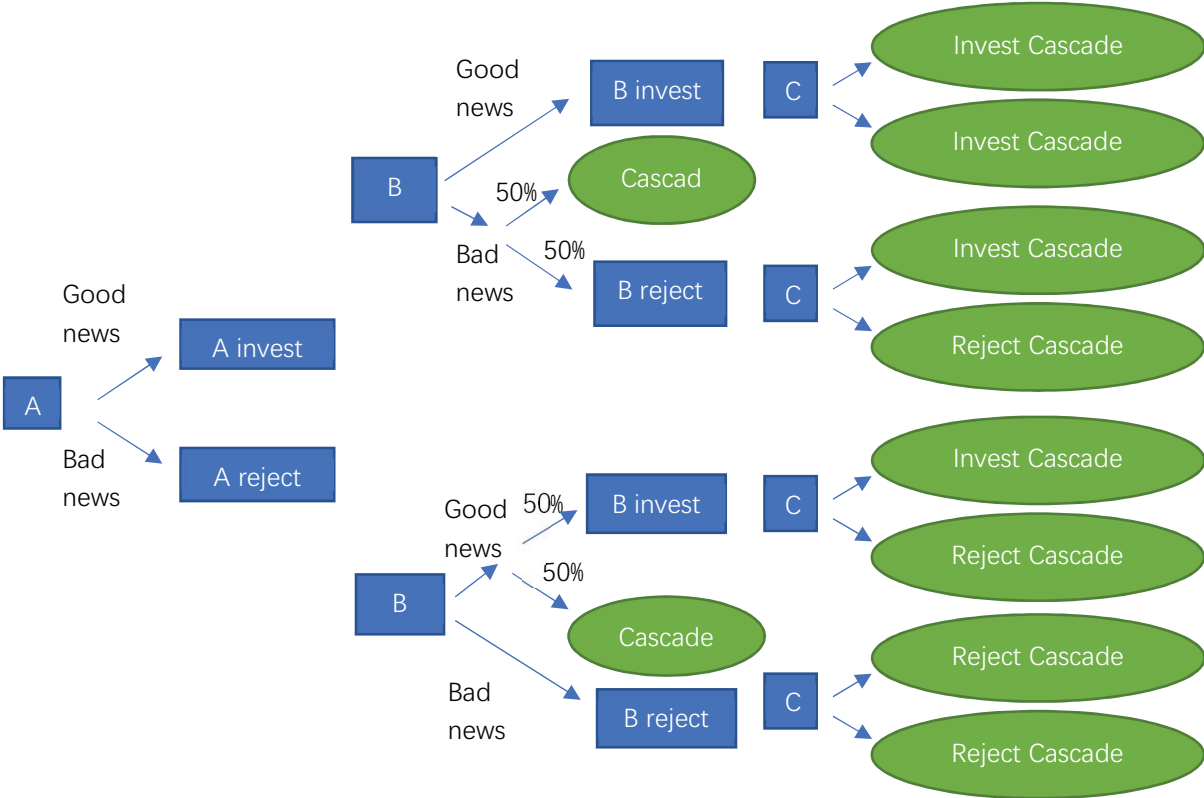 A
Good
news
A invest
Bad
news
A reject
B
Good
news
B invest
C
Invest Cascade
Invest Cascade
50%
Cascad
Bad
news
50%
B reject
C
Invest Cascade
Reject Cascade
B
Good
news
50%
B invest
C
Invest Cascade
Reject Cascade
50%
Cascade
Bad
news
B reject
C
Reject Cascade
Reject Cascade